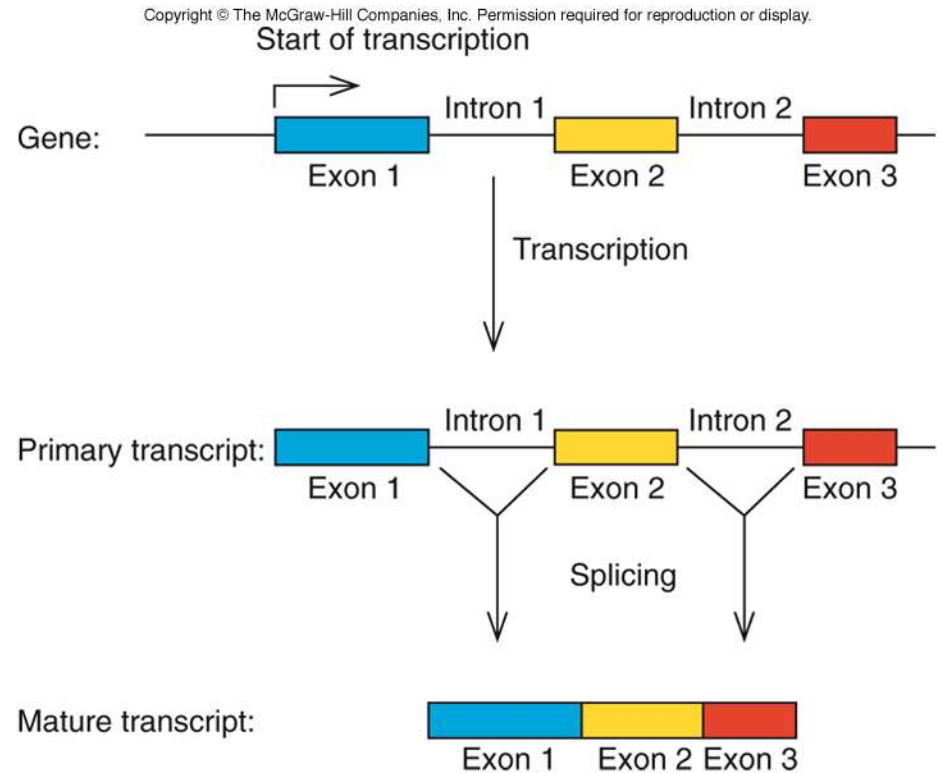 Copyright © The McGraw-Hill Companies, Inc. Permission required for reproduction or display.
Start of transcription
Intron 1 Intron 2
Gene:
Exon 1 Exon 2 Exon 3
Transcription
Intron 1 Intron 2
Primary transcript:
Exon 1 Exon 2 Exon 3
Splicing
Mature transcript:
Exon 1 Exon 2 Exon 3